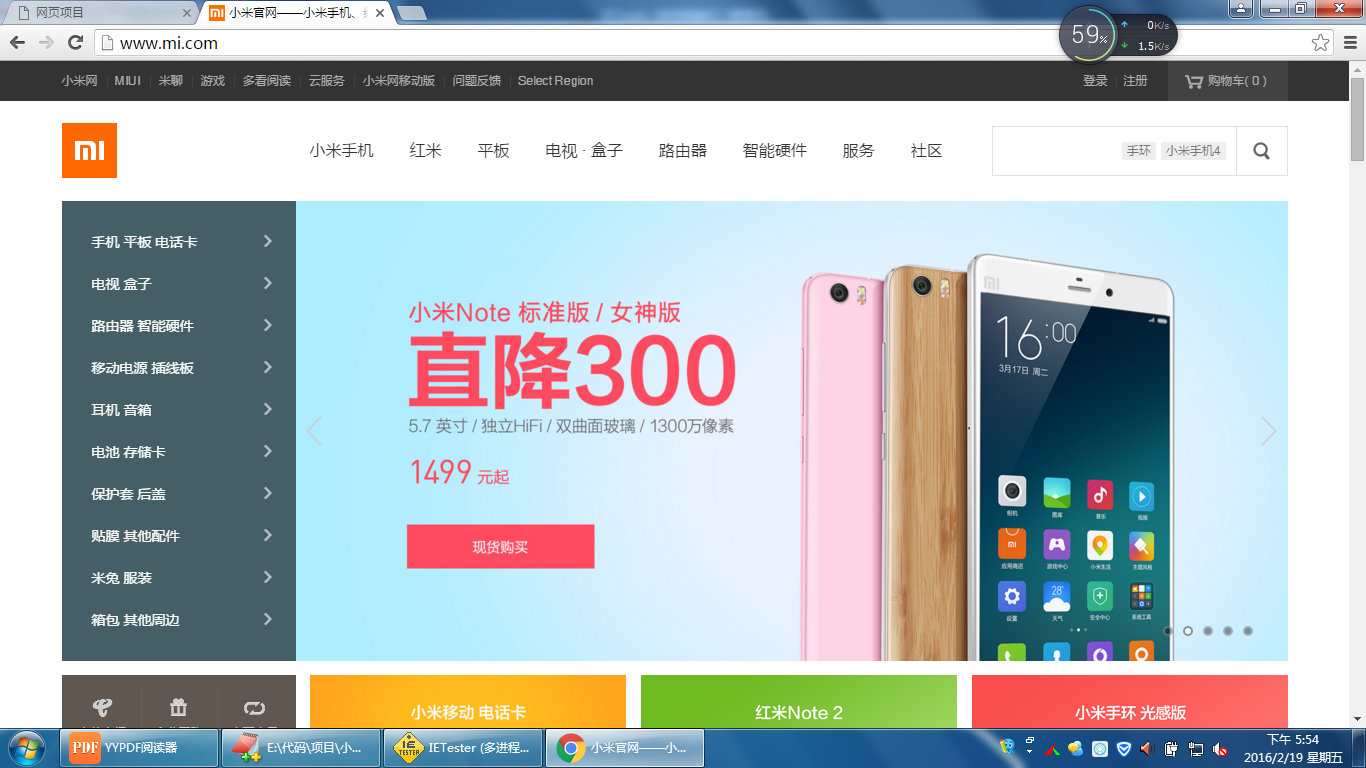 网页项目
小米官网——小米手机、
59%
0K/s
1.5K/s
www.mi.com
小米网 MIUI 米聊 游戏 多看阅读 云服务 小米网移动版 问题反馈 Select Region
登录 注册 购物车( 0 )
小米手机 红米 平板 电视 · 盒子 路由器 智能硬件 服务 社区
手环 小米手机4
手机 平板 电话卡
电视 盒子
路由器 智能硬件
移动电源 插线板
耳机 音箱
电池 存储卡
保护套 后盖
贴膜 其他配件
米兔 服装
箱包 其他周边
小米Note 标准版 / 女神版
直降300
5.7 英寸 / 独立HiFi / 双曲面玻璃 / 1300万像素
1499 元起
现货购买
16:00
3月17日 周二
相机 图库 音乐 视频
应用商店 游戏中心 小米生活 主题风格
28°
设置 天气 安全中心 系统工具
小米移动 电话卡
红米Note 2
小米手环 光感版
PDF YYPDF阅读器
E:\代码\项目\小...
IETester (多进程...
小米官网——小...
下午 5:54
2016/2/19 星期五